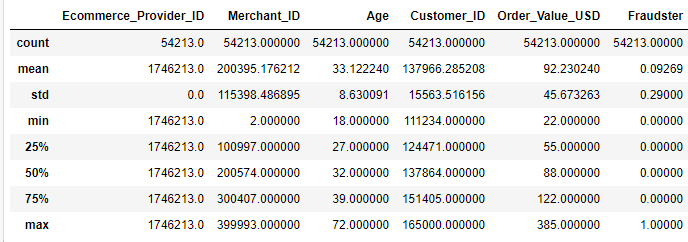 Ecommerce_Provider_ID Merchant_ID Age Customer_ID Order_Value_USD Fraudster
count 54213.0 54213.000000 54213.000000 54213.000000 54213.000000 54213.00000
mean 1746213.0 200395.176212 33.122240 137966.285208 92.230240 0.09269
std 0.0 115398.486895 8.630091 15563.516156 45.673263 0.29000
min 1746213.0 2.000000 18.000000 111234.000000 22.000000 0.00000
25% 1746213.0 100997.000000 27.000000 124471.000000 55.000000 0.00000
50% 1746213.0 200574.000000 32.000000 137864.000000 88.000000 0.00000
75% 1746213.0 300407.000000 39.000000 151405.000000 122.000000 0.00000
max 1746213.0 399993.000000 72.000000 165000.000000 385.000000 1.00000